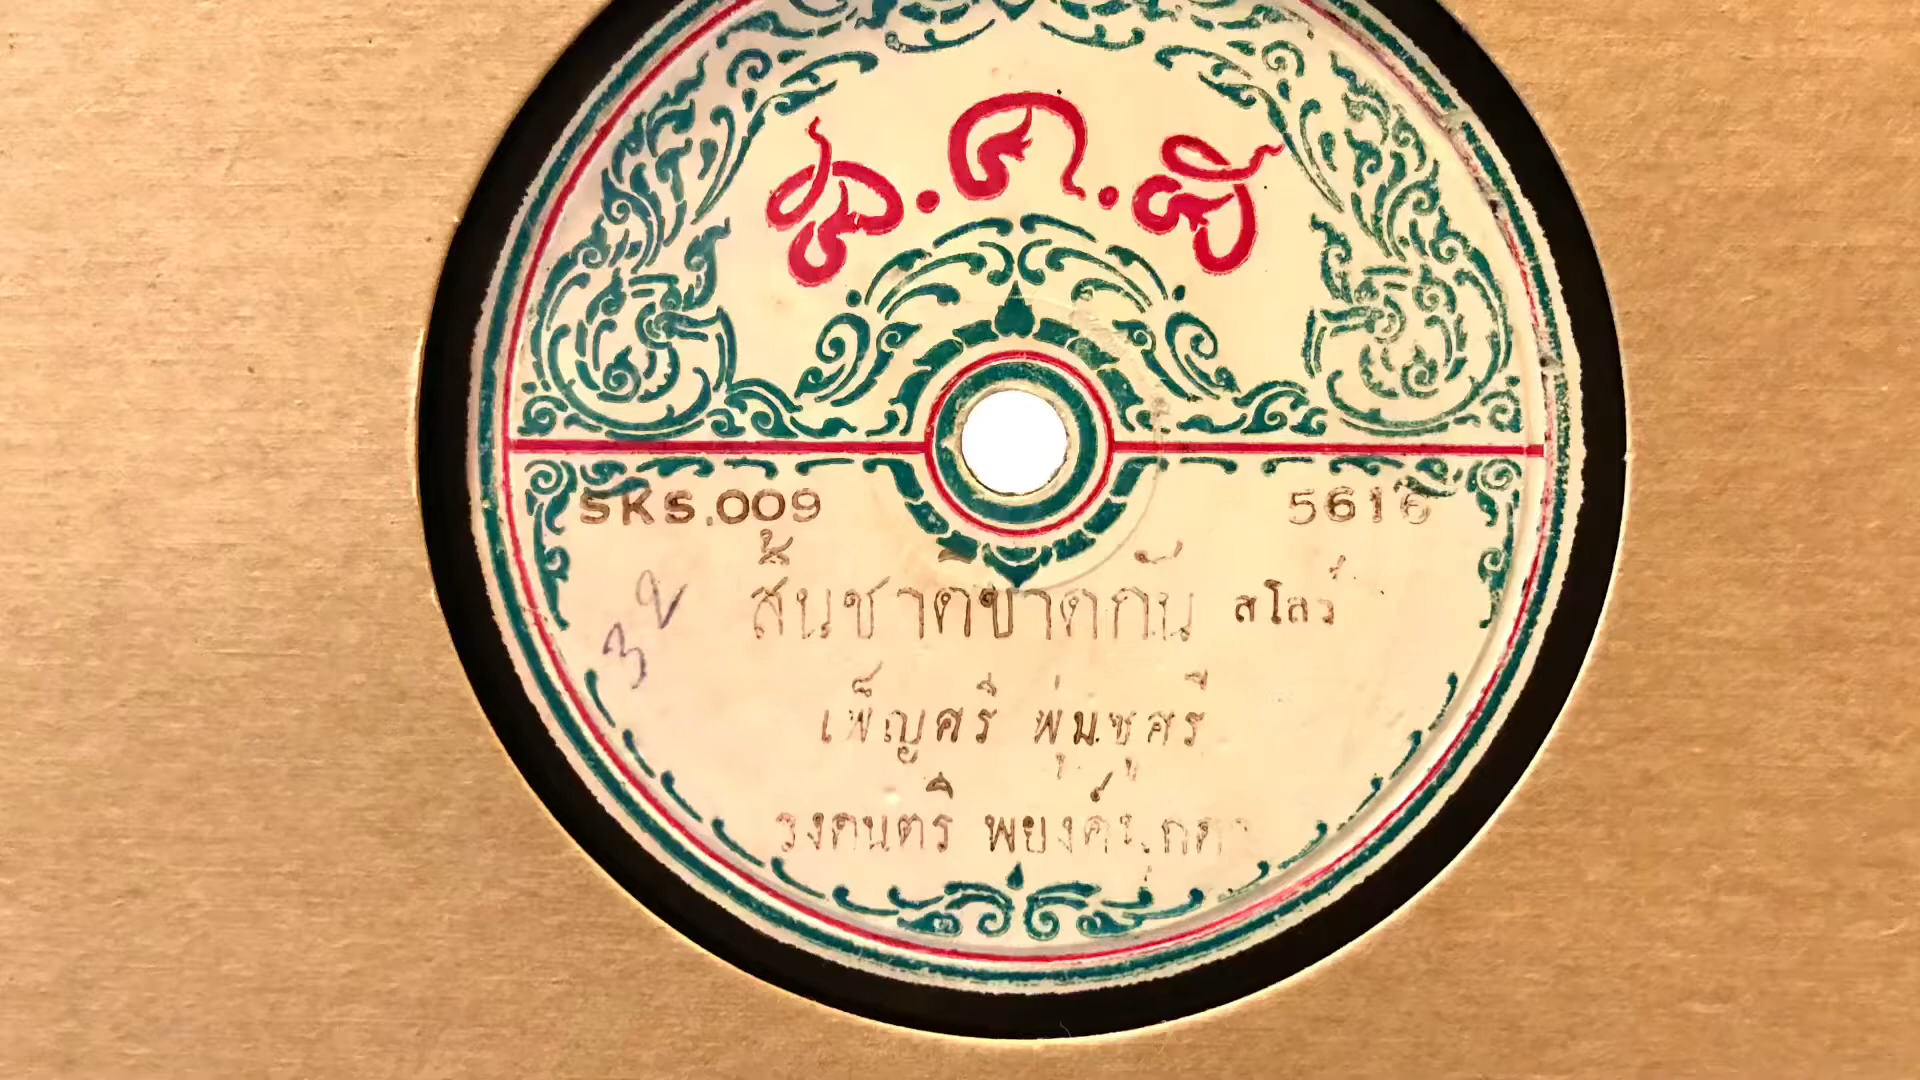 ส.ค.ส
SKS.009 5616
32
สิ้นชาติขาดกัน สโลว์
เพ็ญศรี พุ่มชูศรี
วงดนตรี พยงค์มุกดา